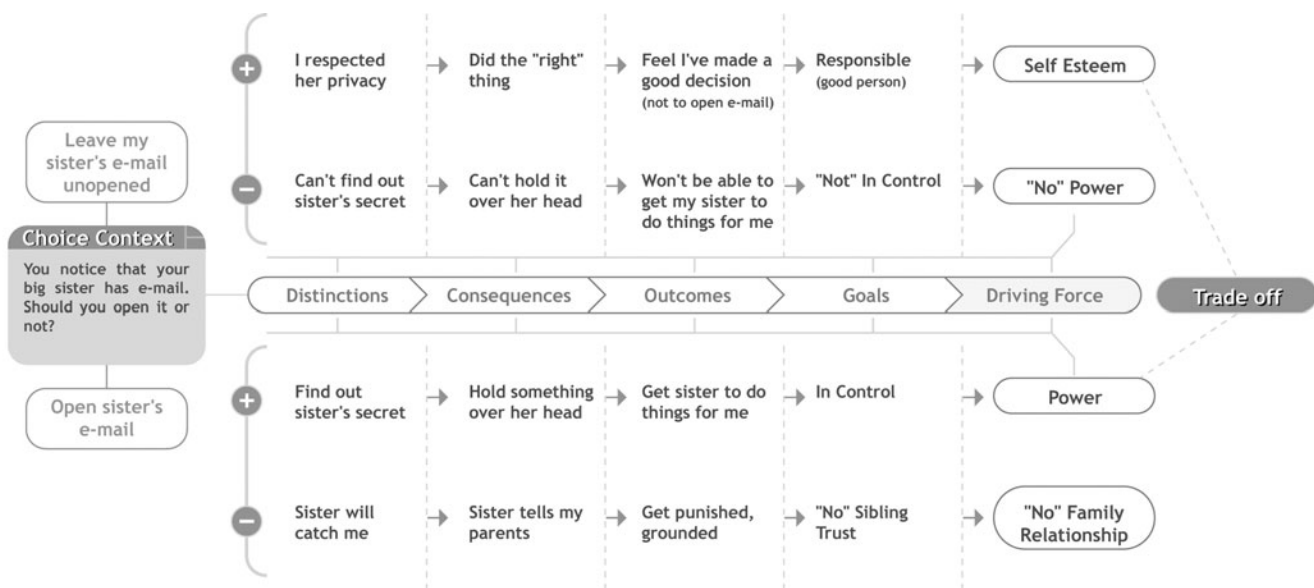 I respected
her privacy
Did the "right"
thing
Feel I've made a
good decision
(not to open e-mail)
Responsible
(good person)
Self Esteem
Leave my
sister's e-mail
unopened
Can't find out
sister's secret
Can't hold it
over her head
Won't be able to
get my sister to
do things for me
"Not" In Control
"No" Power
Choice Context
You notice that your
big sister has e-mail.
Should you open it or
not?
Distinctions
Consequences
Outcomes
Goals
Driving Force
Trade off
Open sister's
e-mail
Find out
sister's secret
Hold something
over her head
Get sister to do
things for me
In Control
Power
Sister will
catch me
Sister tells my
parents
Get punished,
grounded
"No" Sibling
Trust
"No" Family
Relationship